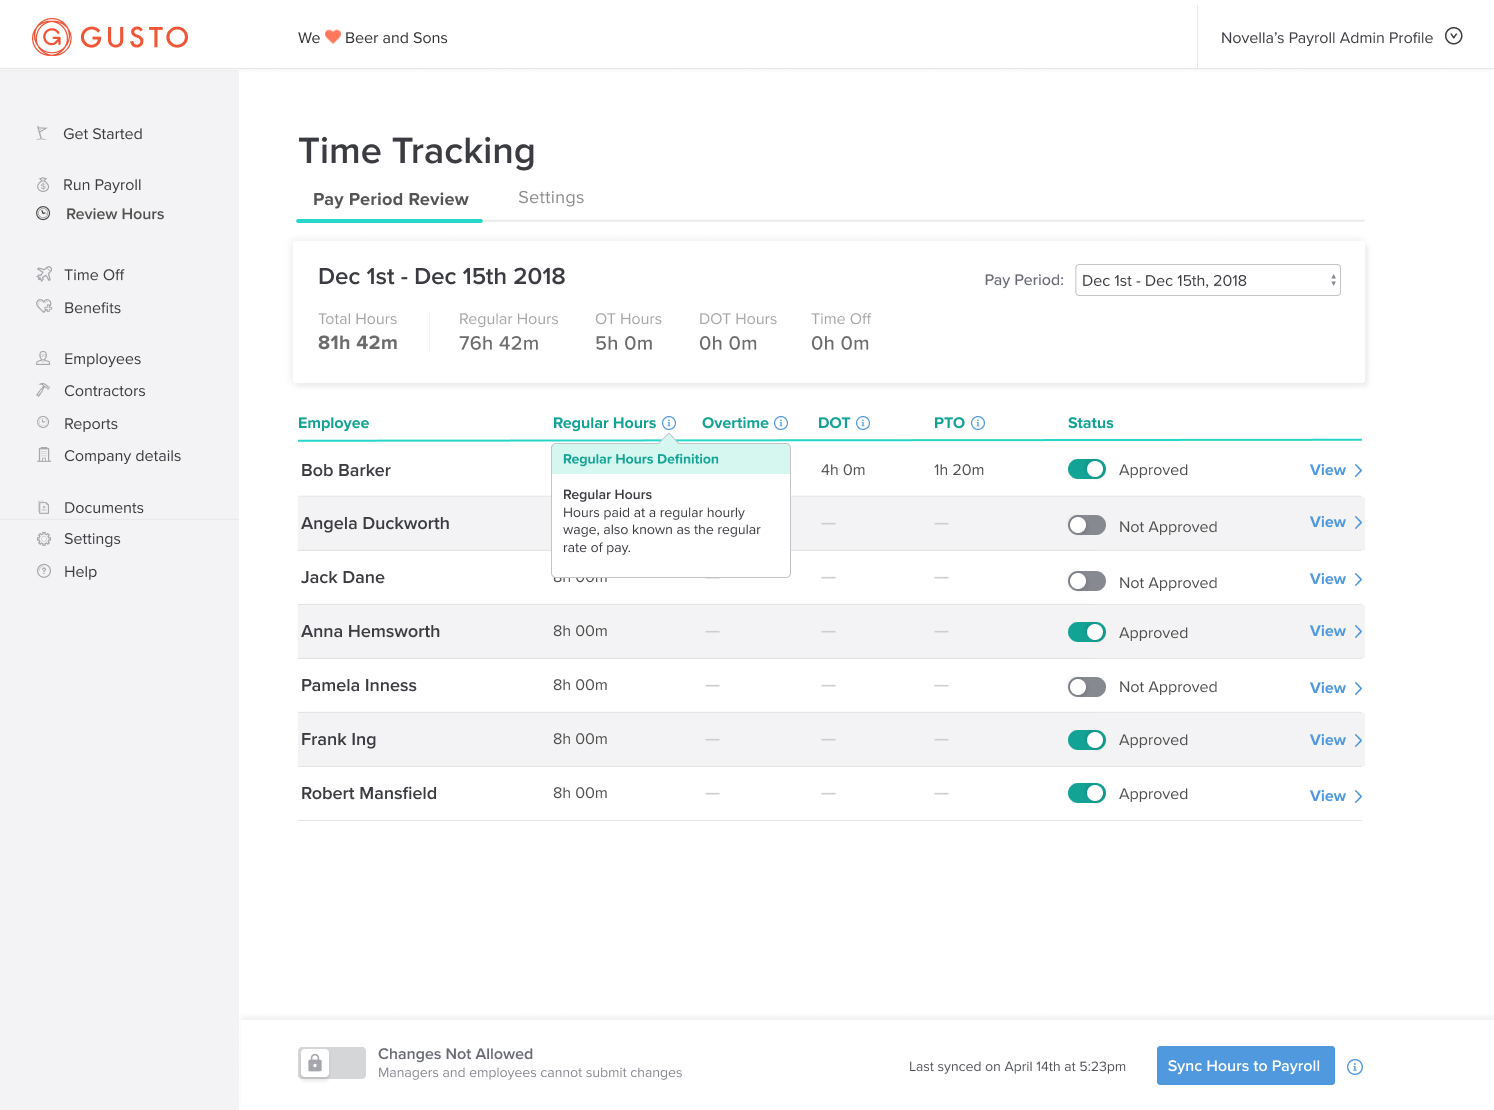 GUSTO
We Beer and Sons
Novella's Payroll Admin Profile
Get Started
Run Payroll
Review Hours
Time Off
Benefits
Employees
Contractors
Reports
Company details
Documents
Settings
Help
Time Tracking
Pay Period Review
Settings
Dec 1st - Dec 15th 2018
Pay Period: Dec 1st - Dec 15th, 2018
Total Hours Regular Hours OT Hours DOT Hours Time Off
81h 42m 76h 42m 5h 0m 0h 0m 0h 0m
Employee Regular Hours Overtime DOT PTO Status
Regular Hours Definition
Regular Hours
Hours paid at a regular hourly
wage, also known as the regular
rate of pay.
Bob Barker 4h 0m 1h 20m Approved View
Angela Duckworth — — Not Approved View
Jack Dane 8h 00m — — — Not Approved View
Anna Hemsworth 8h 00m — — — Approved View
Pamela Inness 8h 00m — — — Not Approved View
Frank Ing 8h 00m — — — Approved View
Robert Mansfield 8h 00m — — — Approved View
Changes Not Allowed
Managers and employees cannot submit changes
Last synced on April 14th at 5:23pm
Sync Hours to Payroll